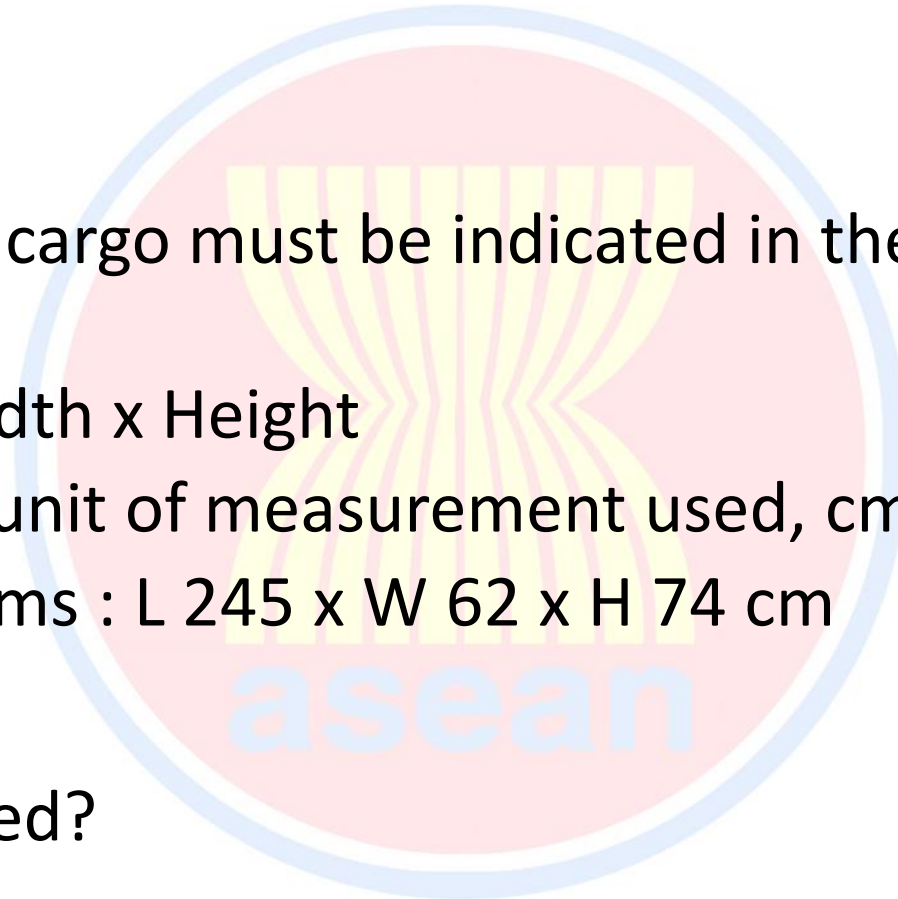 cargo must be indicated in the
dth x Height
unit of measurement used, cm
ms : L 245 x W 62 x H 74 cm
asean
ed?